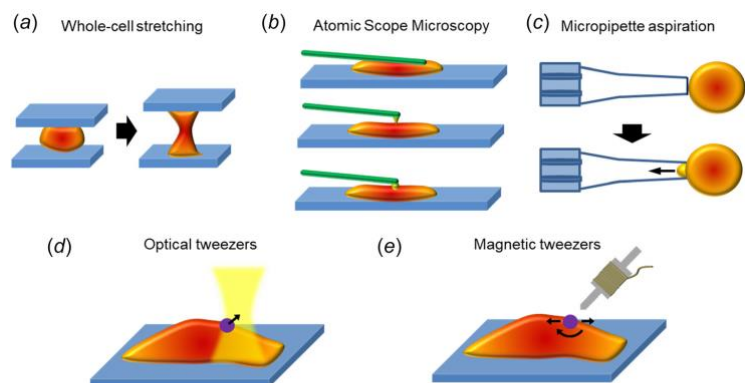 (a) Whole-cell stretching
(b) Atomic Scope Microscopy
(c) Micropipette aspiration
(d) Optical tweezers
(e) Magnetic tweezers